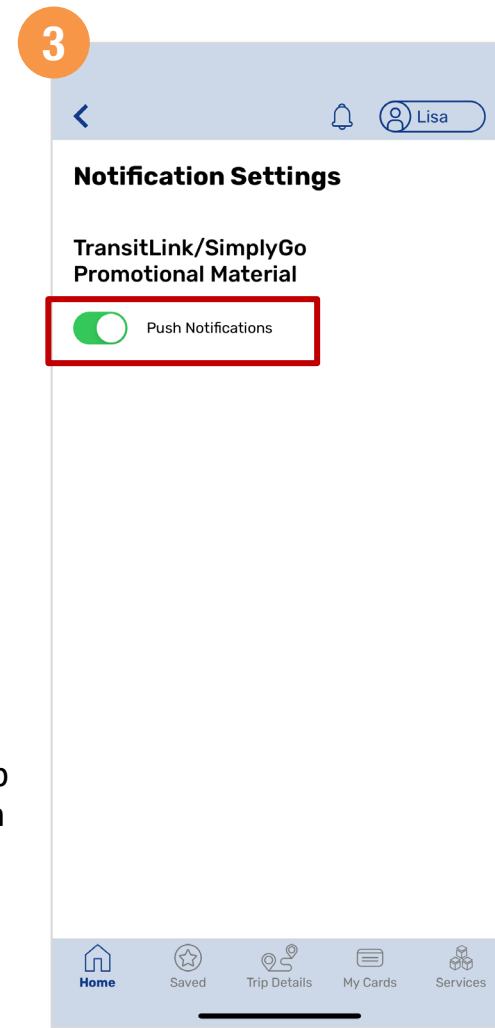 3
Lisa
Notification Settings
TransitLink/SimplyGo
Promotional Material
Push Notifications
Home
Saved
Trip Details
My Cards
Services